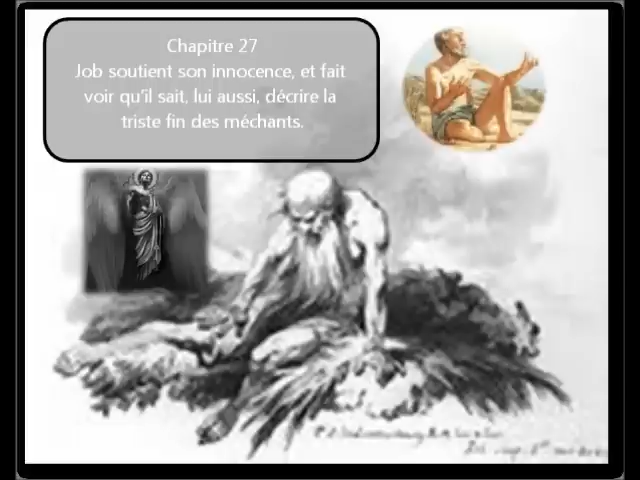 Chapitre 27
Job soutient son innocence, et fait
voir qu'il sait, lui aussi, décrire la
triste fin des méchants.